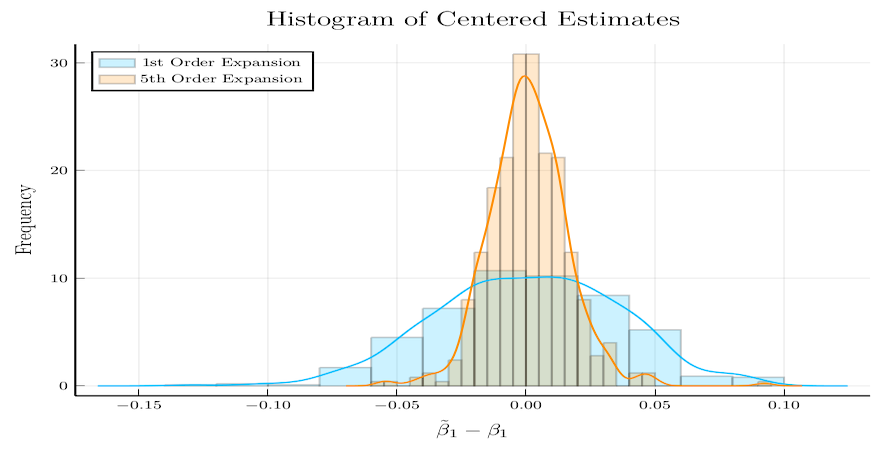 Histogram of Centered Estimates
1st Order Expansion
5th Order Expansion
Frequency
30
20
10
0
−0.15 −0.10 −0.05 0.00 0.05 0.10
β̃₁ − β₁